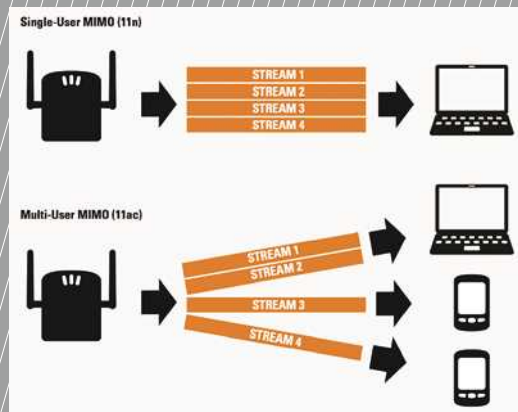 Single-User MIMO (11n)
STREAM 1
STREAM 2
STREAM 3
STREAM 4
Multi-User MIMO (11ac)
STREAM 1
STREAM 2
STREAM 3
STREAM 4